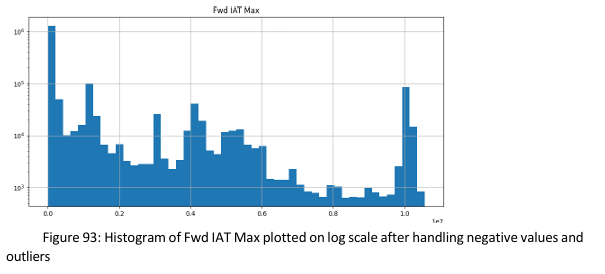 Fwd IAT Max
10⁶
10⁵
10⁴
10³
0.0 0.2 0.4 0.6 0.8 1.0
1e7
Figure 93: Histogram of Fwd IAT Max plotted on log scale after handling negative values and
outliers